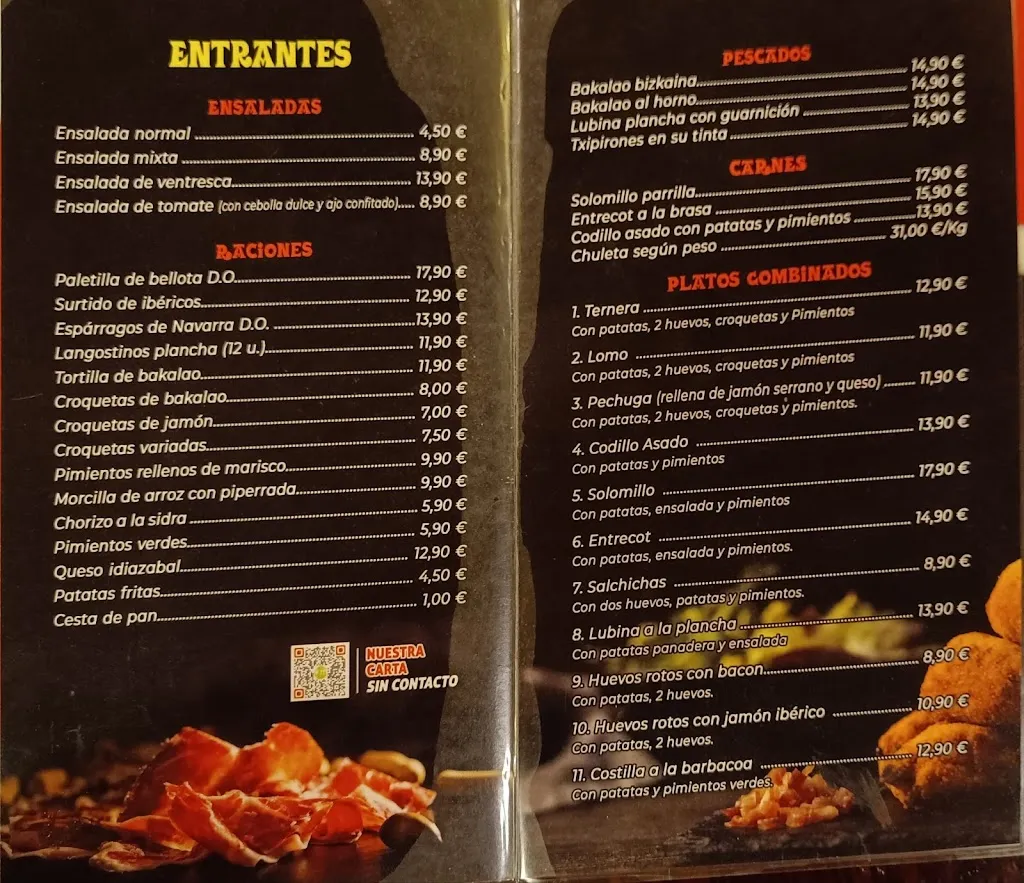 ENTRANTES
ENSALADAS
Ensalada normal 4,50 €
Ensalada mixta 8,90 €
Ensalada de ventresca 13,90 €
Ensalada de tomate (con cebolla dulce y ajo confitado) 8,90 €
RACIONES
Paletilla de bellota D.O. 17,90 €
Surtido de ibéricos 12,90 €
Espárragos de Navarra D.O. 13,90 €
Langostinos plancha (12 u.) 11,90 €
Tortilla de bakalao 11,90 €
Croquetas de bakalao 8,00 €
Croquetas de jamón 7,00 €
Croquetas variadas 7,50 €
Pimientos rellenos de marisco 9,90 €
Morcilla de arroz con piperrada 9,90 €
Chorizo a la sidra 5,90 €
Pimientos verdes 5,90 €
Queso idiazabal 12,90 €
Patatas fritas 4,50 €
Cesta de pan 1,00 €
NUESTRA
CARTA
SIN CONTACTO
PESCADOS
Bakalao bizkaina 14,90 €
Bakalao al horno 14,90 €
Lubina plancha con guarnición 13,90 €
Txipirones en su tinta 14,90 €
CARNES
Solomillo parrilla 17,90 €
Entrecot a la brasa 15,90 €
Codillo asado con patatas y pimientos 13,90 €
Chuleta según peso 31,00 €/Kg
PLATOS COMBINADOS
1. Ternera 12,90 €
Con patatas, 2 huevos, croquetas y Pimientos
2. Lomo 11,90 €
Con patatas, 2 huevos, croquetas y pimientos
3. Pechuga (rellena de jamón serrano y queso) 11,90 €
Con patatas, 2 huevos, croquetas y pimientos.
4. Codillo Asado 13,90 €
Con patatas y pimientos
5. Solomillo 17,90 €
Con patatas, ensalada y pimientos
6. Entrecot 14,90 €
Con patatas, ensalada y pimientos.
7. Salchichas 8,90 €
Con dos huevos, patatas y pimientos.
8. Lubina a la plancha 13,90 €
Con patatas panadera y ensalada
9. Huevos rotos con bacon 8,90 €
Con patatas, 2 huevos.
10. Huevos rotos con jamón ibérico 10,90 €
Con patatas, 2 huevos.
11. Costilla a la barbacoa 12,90 €
Con patatas y pimientos verdes.